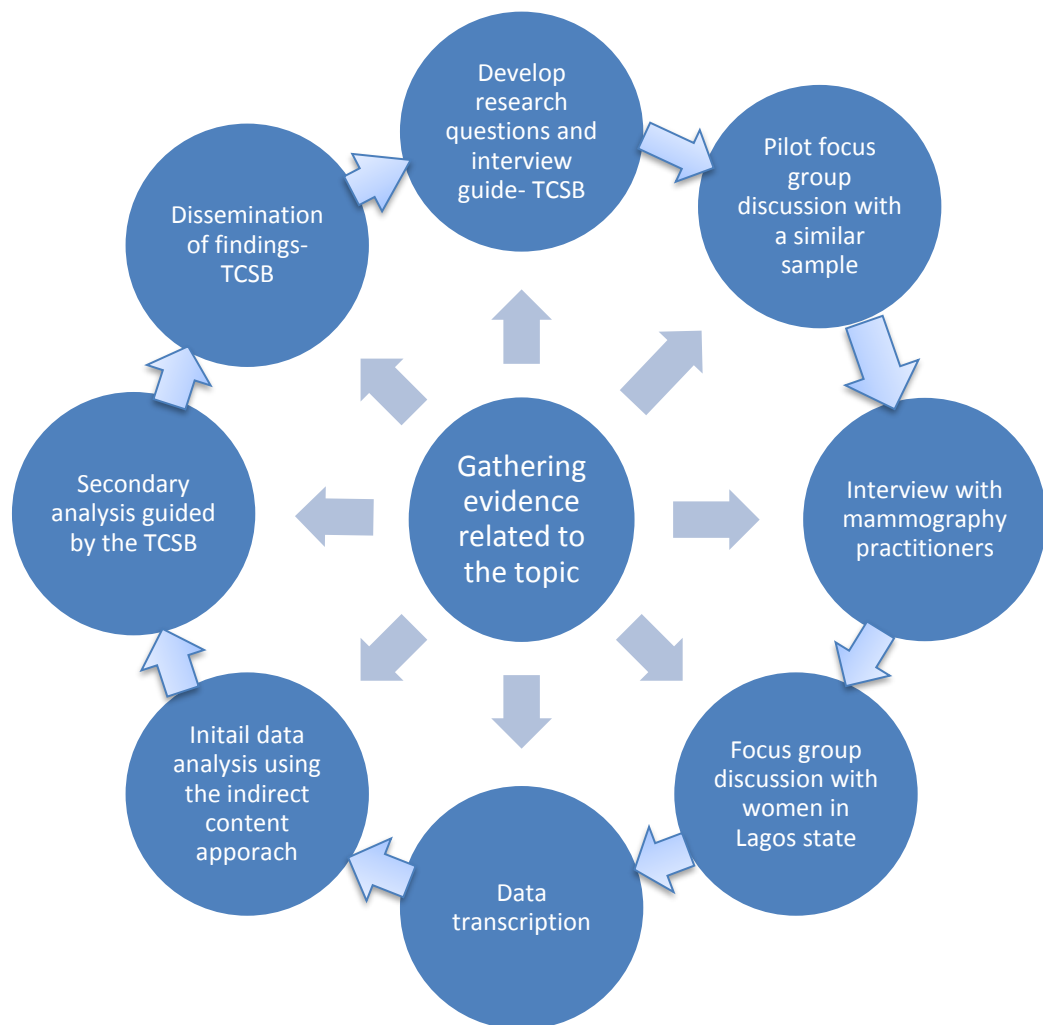 Develop
research
questions and
interview
guide- TCSB
Pilot focus
group
discussion with
a similar
sample
Interview with
mammography
practitioners
Focus group
discussion with
women in
Lagos state
Data
transcription
Initail data
analysis using
the indirect
content
apporach
Secondary
analysis guided
by the TCSB
Dissemination
of findings-
TCSB
Gathering
evidence
related to
the topic